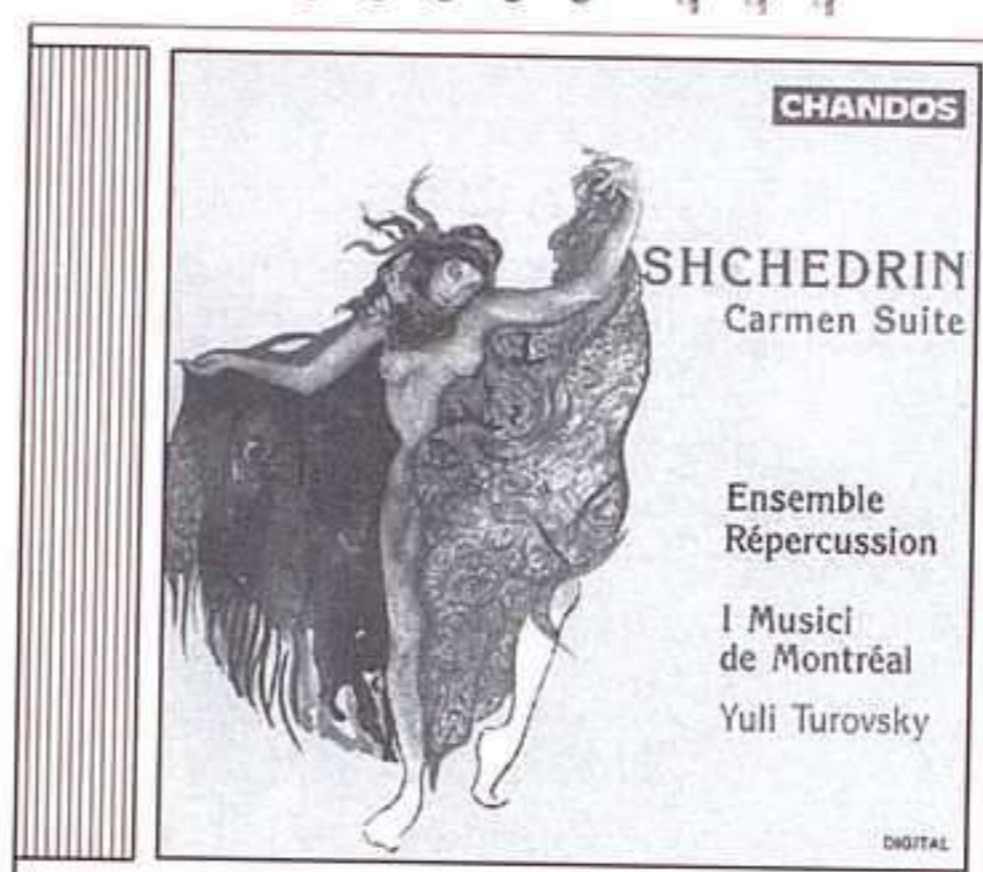 CHANDOS
SHCHEDRIN
Carmen Suite
Ensemble
Répercussion
I Musici
de Montréal
Yuli Turovsky
DIGITAL